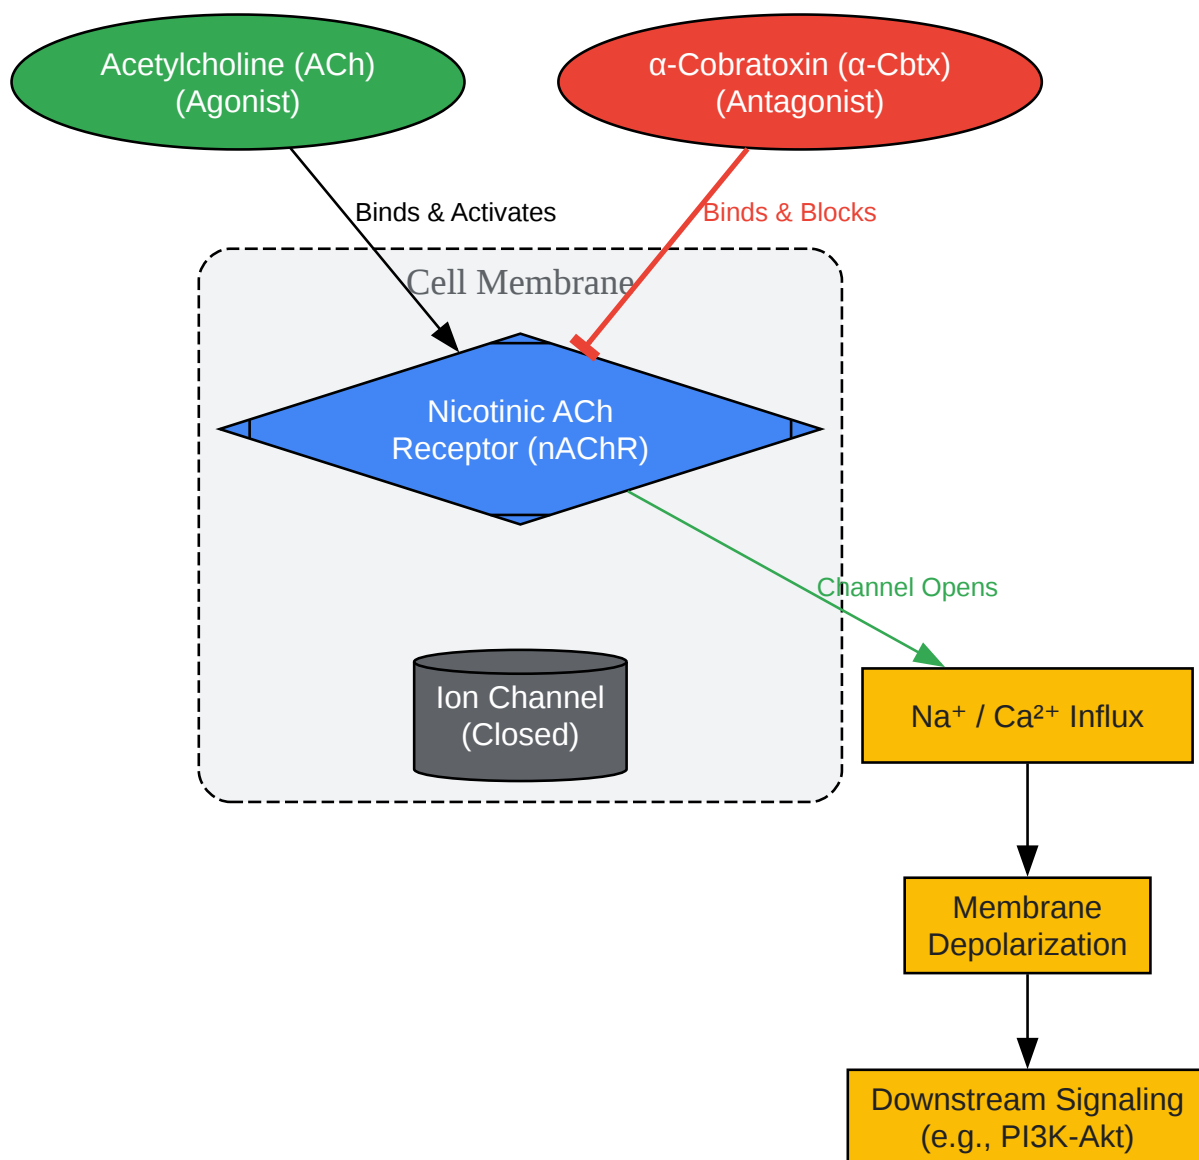 Acetylcholine (ACh)
(Agonist)
α-Cobratoxin (α-Cbtx)
(Antagonist)
Binds & Activates
Binds & Blocks
Cell Membrane
Nicotinic ACh
Receptor (nAChR)
Channel Opens
Ion Channel
(Closed)
Na⁺ / Ca²⁺ Influx
Membrane
Depolarization
Downstream Signaling
(e.g., PI3K-Akt)